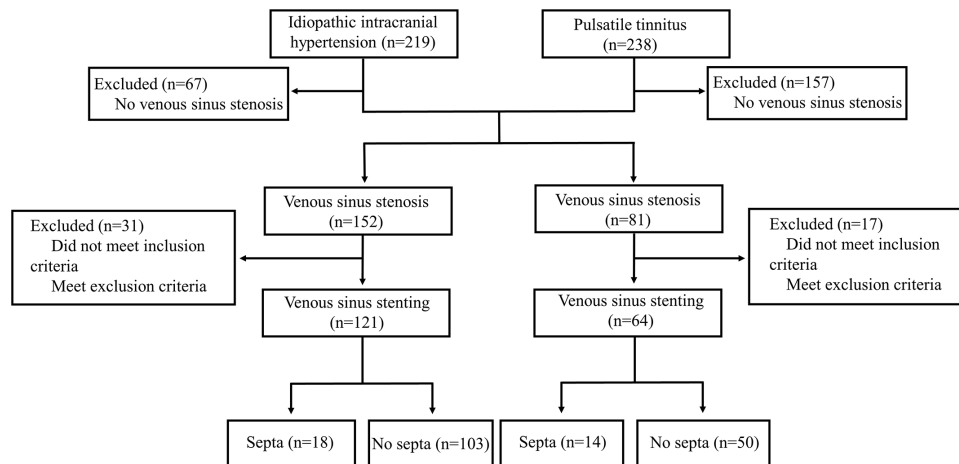 Idiopathic intracranial
hypertension (n=219)
Pulsatile tinnitus
(n=238)
Excluded (n=67)
No venous sinus stenosis
Excluded (n=157)
No venous sinus stenosis
Venous sinus stenosis
(n=152)
Venous sinus stenosis
(n=81)
Excluded (n=31)
Did not meet inclusion
criteria
Meet exclusion criteria
Excluded (n=17)
Did not meet inclusion
criteria
Meet exclusion criteria
Venous sinus stenting
(n=121)
Venous sinus stenting
(n=64)
Septa (n=18)
No septa (n=103)
Septa (n=14)
No septa (n=50)